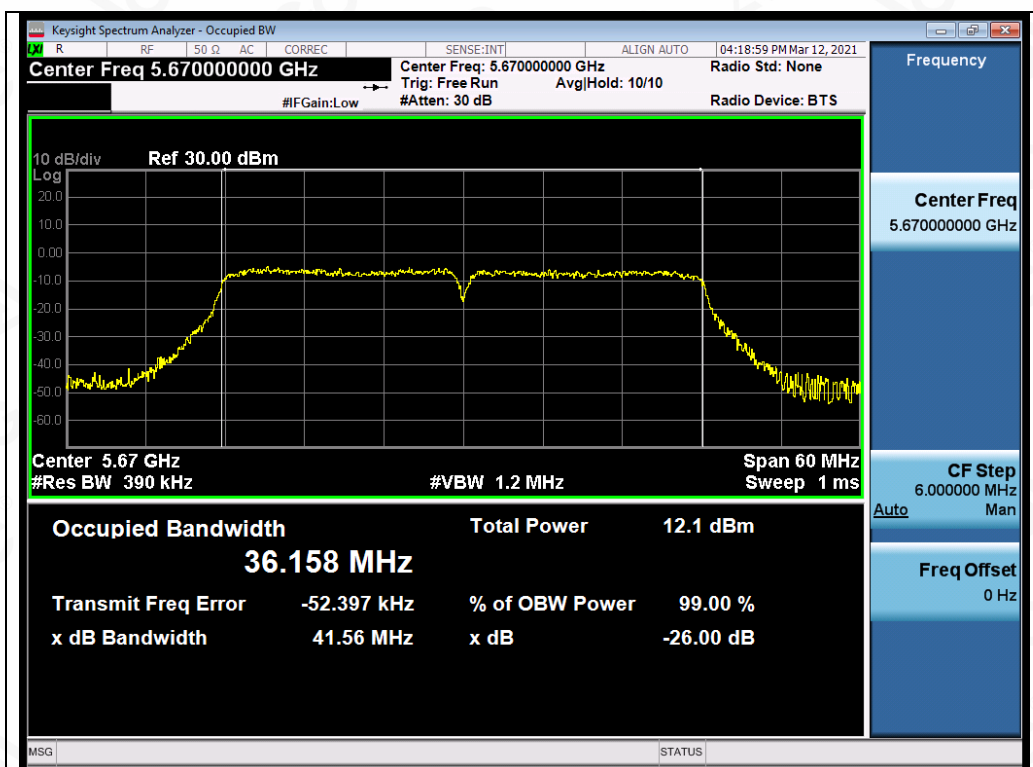 Keysight Spectrum Analyzer - Occupied BW
LXI R RF 50 Ω AC CORREC SENSE:INT ALIGN AUTO 04:18:59 PM Mar 12, 2021
Center Freq 5.670000000 GHz
Center Freq: 5.670000000 GHz
Radio Std: None
Trig: Free Run Avg|Hold: 10/10
#IFGain:Low
#Atten: 30 dB
Radio Device: BTS
10 dB/div Ref 30.00 dBm
Log
20.0
10.0
0.00
-10.0
-20.0
-30.0
-40.0
-50.0
-60.0
Center 5.67 GHz Span 60 MHz
#Res BW 390 kHz #VBW 1.2 MHz Sweep 1 ms
Occupied Bandwidth Total Power 12.1 dBm
36.158 MHz
Transmit Freq Error -52.397 kHz % of OBW Power 99.00 %
x dB Bandwidth 41.56 MHz x dB -26.00 dB
MSG STATUS
Frequency
Center Freq
5.670000000 GHz
CF Step
6.000000 MHz
Auto Man
Freq Offset
0 Hz